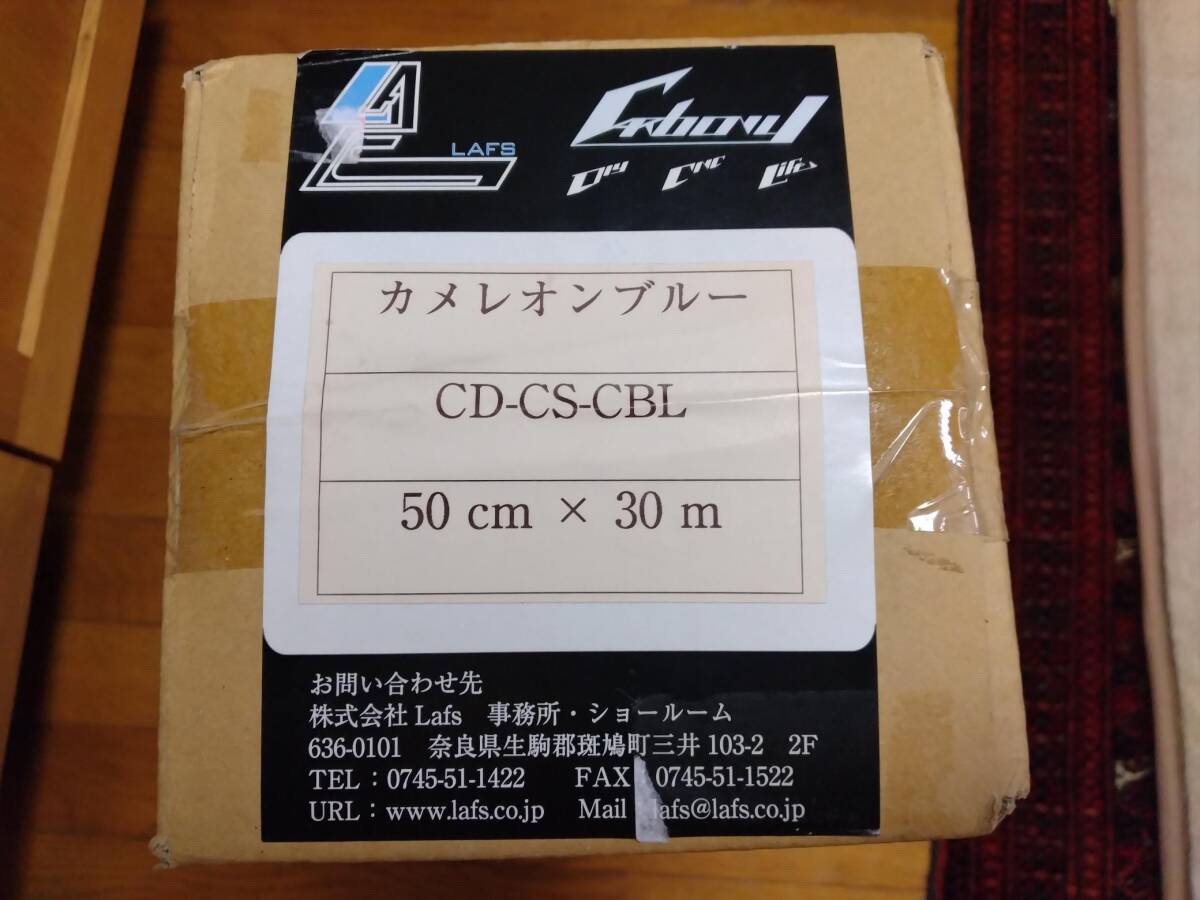 LAFS
Carbony
Diy Cnc Lifes
カメレオンブルー
CD-CS-CBL
50 cm × 30 m
お問い合わせ先
株式会社 Lafs 事務所・ショールーム
636-0101 奈良県生駒郡斑鳩町三井 103-2 2F
TEL：0745-51-1422 FAX：0745-51-1522
URL：www.lafs.co.jp Mail lafs@lafs.co.jp